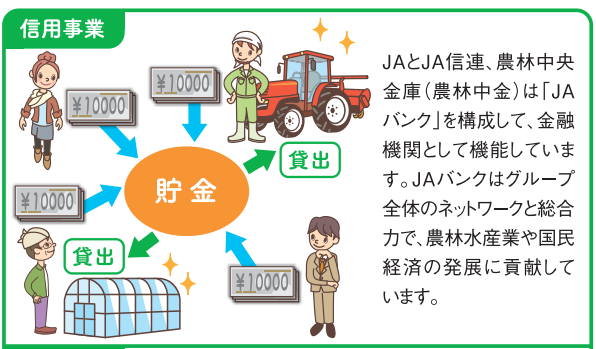 信用事業
¥10000
¥10000
¥10000
¥10000
貯金
貸出
貸出
JAとJA信連、農林中央
金庫（農林中金）は「JA
バンク」を構成して、金融
機関として機能していま
す。JAバンクはグループ
全体のネットワークと総合
力で、農林水産業や国民
経済の発展に貢献して
います。